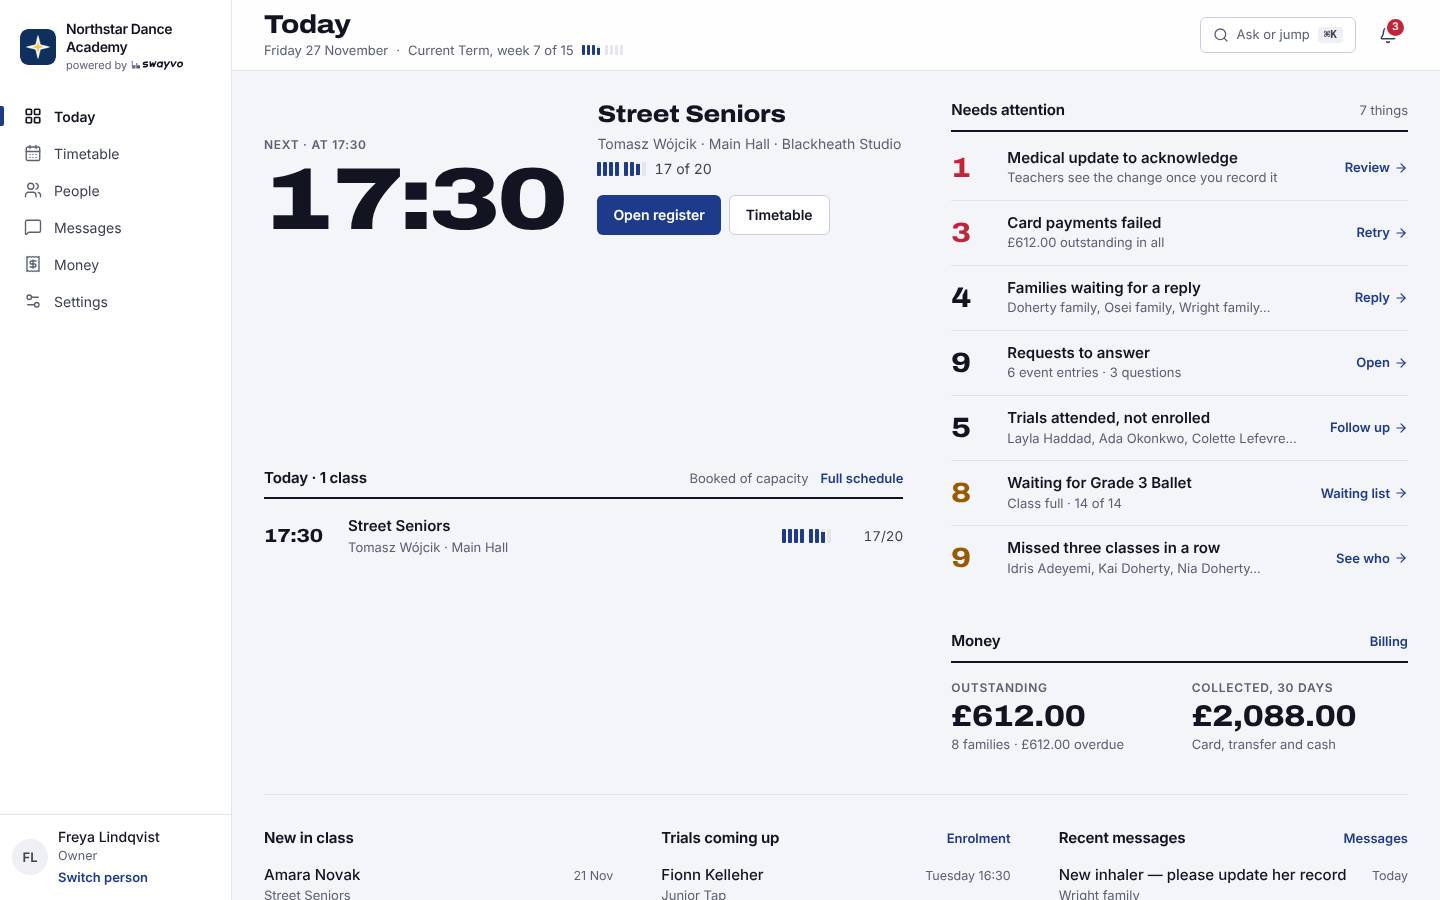 Northstar Dance
Academy
powered by swayvo
Today
Timetable
People
Messages
Money
Settings
FL
Freya Lindqvist
Owner
Switch person
Today
Friday 27 November · Current Term, week 7 of 15
Ask or jump ⌘K
3
NEXT · AT 17:30
17:30
Street Seniors
Tomasz Wójcik · Main Hall · Blackheath Studio
17 of 20
Open register
Timetable
Today · 1 class
Booked of capacity
Full schedule
17:30
Street Seniors
Tomasz Wójcik · Main Hall
17/20
Needs attention
7 things
1
Medical update to acknowledge
Teachers see the change once you record it
Review →
3
Card payments failed
£612.00 outstanding in all
Retry →
4
Families waiting for a reply
Doherty family, Osei family, Wright family...
Reply →
9
Requests to answer
6 event entries · 3 questions
Open →
5
Trials attended, not enrolled
Layla Haddad, Ada Okonkwo, Colette Lefevre...
Follow up →
8
Waiting for Grade 3 Ballet
Class full · 14 of 14
Waiting list →
9
Missed three classes in a row
Idris Adeyemi, Kai Doherty, Nia Doherty...
See who →
Money
Billing
OUTSTANDING
£612.00
8 families · £612.00 overdue
COLLECTED, 30 DAYS
£2,088.00
Card, transfer and cash
New in class
Amara Novak
21 Nov
Street Seniors
Trials coming up
Enrolment
Fionn Kelleher
Tuesday 16:30
Junior Tap
Recent messages
Messages
New inhaler — please update her record
Today
Wright family